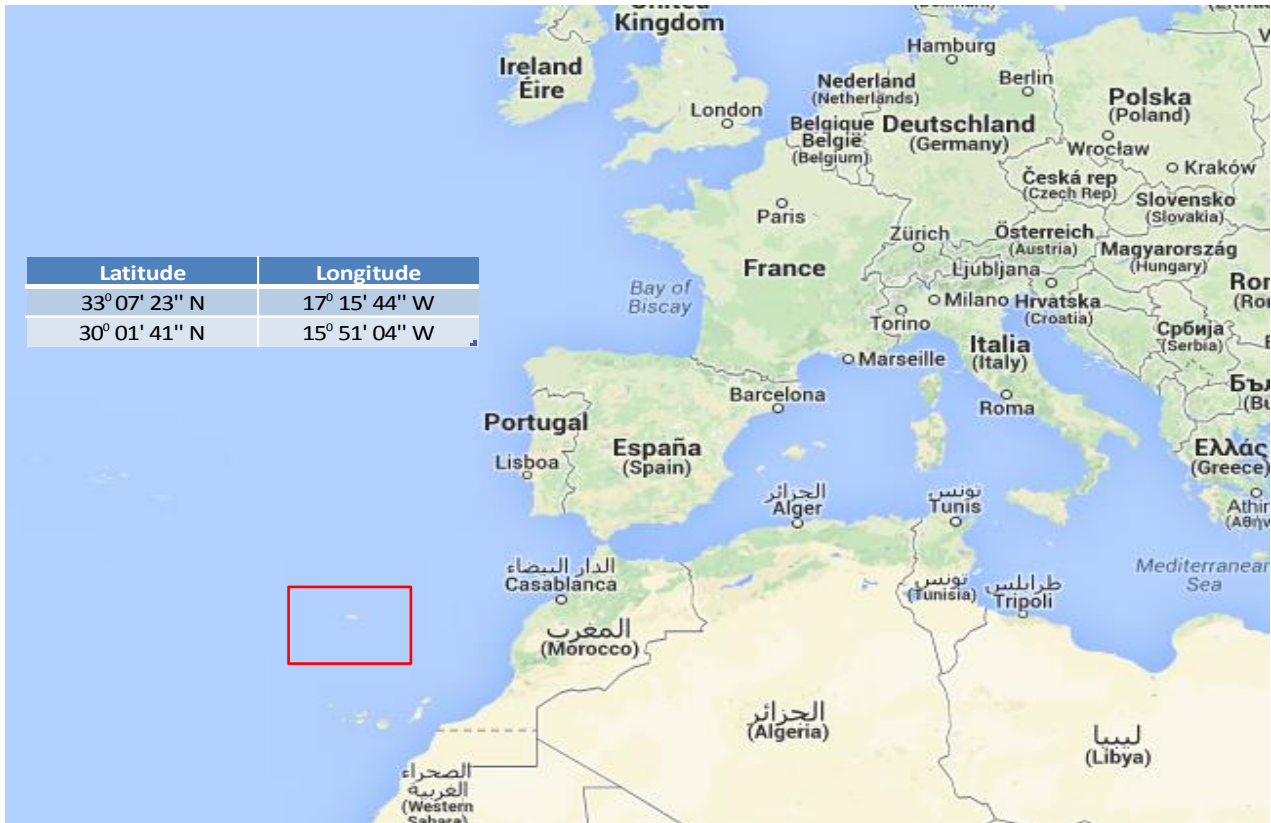 United
Kingdom
Ireland
Éire
London
Hamburg
Nederland
(Netherlands)
Berlin
Polska
(Poland)
Belgique
België
(Belgium)
Deutschland
(Germany)
Wrocław
Kraków
Česká rep
(Czech Rep)
Slovensko
(Slovakia)
Paris
Zürich
Österreich
(Austria)
Magyarország
(Hungary)
France
Ljubljana
Bay of
Biscay
Milano
Hrvatska
(Croatia)
Torino
Србија
(Serbia)
Italia
(Italy)
Marseille
Latitude Longitude
33⁰ 07' 23'' N 17⁰ 15' 44'' W
30⁰ 01' 41'' N 15⁰ 51' 04'' W
Barcelona
Roma
Portugal
España
(Spain)
Lisboa
Ελλάς
(Greece)
الجزائر
Alger
تونس
Tunis
الدار البيضاء
Casablanca
تونس
(Tunisia)
طرابلس
Tripoli
Mediterranean
Sea
المغرب
(Morocco)
الجزائر
(Algeria)
ليبيا
(Libya)
الصحراء
الغربية
(Western
Sahara)